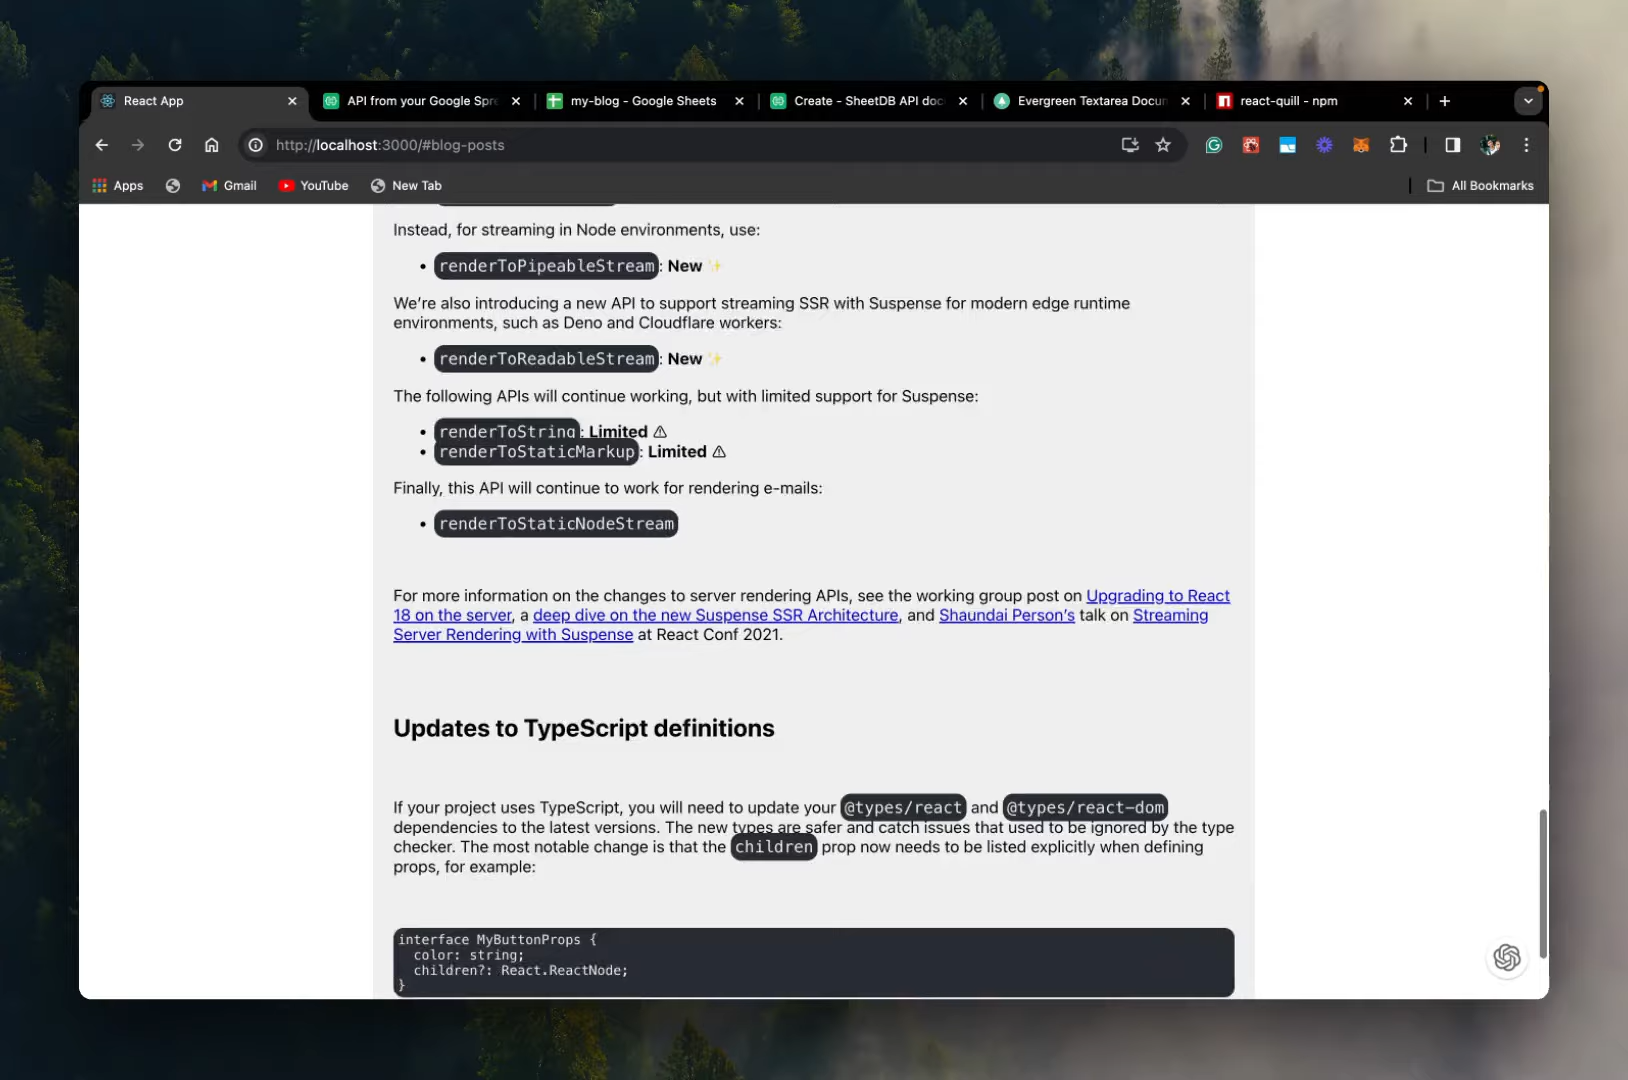 React App
API from your Google Spre
my-blog - Google Sheets
Create - SheetDB API doc
Evergreen Textarea Docun
react-quill - npm
http://localhost:3000/#blog-posts
Apps
Gmail
YouTube
New Tab
All Bookmarks
Instead, for streaming in Node environments, use:
• renderToPipeableStream: New ✨
We’re also introducing a new API to support streaming SSR with Suspense for modern edge runtime
environments, such as Deno and Cloudflare workers:
• renderToReadableStream: New ✨
The following APIs will continue working, but with limited support for Suspense:
• renderToString: Limited ⚠
• renderToStaticMarkup: Limited ⚠
Finally, this API will continue to work for rendering e-mails:
• renderToStaticNodeStream
For more information on the changes to server rendering APIs, see the working group post on Upgrading to React
18 on the server, a deep dive on the new Suspense SSR Architecture, and Shaundai Person’s talk on Streaming
Server Rendering with Suspense at React Conf 2021.
Updates to TypeScript definitions
If your project uses TypeScript, you will need to update your @types/react and @types/react-dom
dependencies to the latest versions. The new types are safer and catch issues that used to be ignored by the type
checker. The most notable change is that the children prop now needs to be listed explicitly when defining
props, for example:
interface MyButtonProps {
color: string;
children?: React.ReactNode;
}